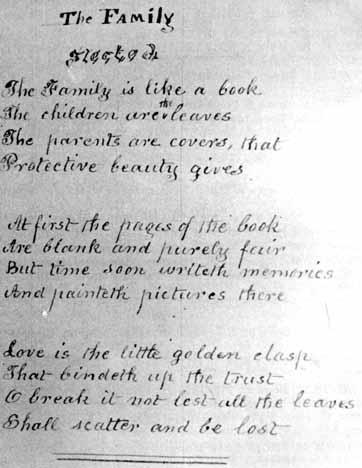 The Family
The Family is like a book
The children are the leaves
The parents are covers, that
Protective beauty gives
At first the pages of the book
Are blank and purely fair
But time soon writeth memories
And painteth pictures there
Love is the little golden clasp
That bindeth up the trust
O break it not lest all the leaves
Shall scatter and be lost